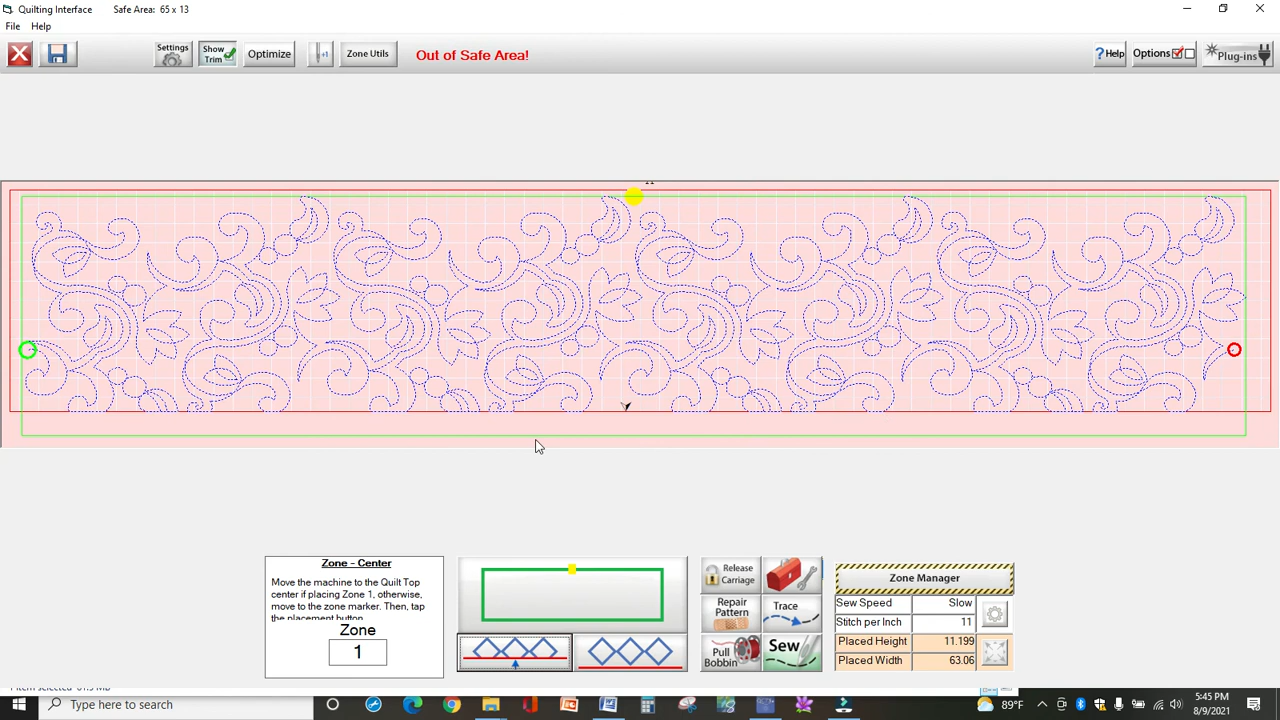 Quilting Interface Safe Area: 65 x 13
File Help
Settings
Show
Trim
Optimize
+1
Zone Utils
Out of Safe Area!
?Help
Options
Plug-ins
Zone - Center
Move the machine to the Quilt Top
center if placing Zone 1, otherwise,
move to the zone marker. Then, tap
the placement button.
Zone
1
Release
Carriage
Repair
Pattern
Trace
Pull
Bobbin
Sew
Zone Manager
Sew Speed Slow
Stitch per Inch 11
Placed Height 11.199
Placed Width 63.06
Type here to search
89°F
5:45 PM
8/9/2021